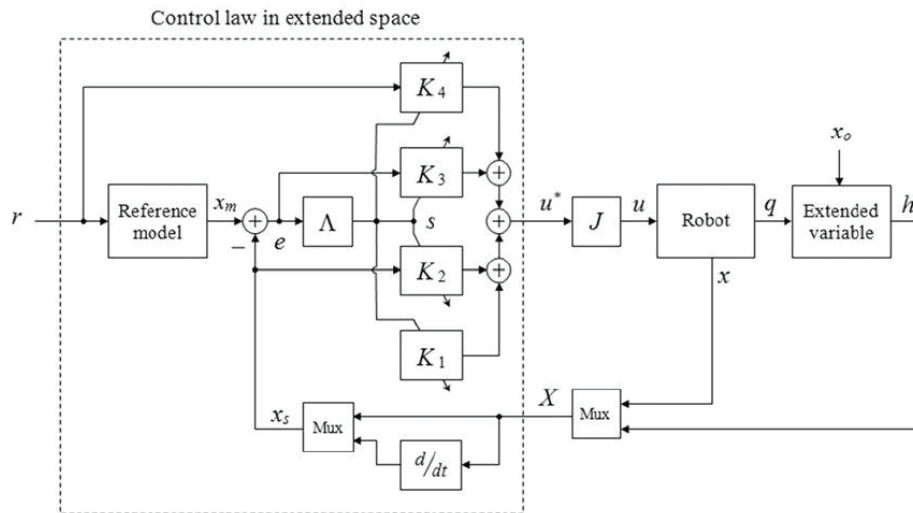 Control law in extended space
K4
xo
K3
r
Reference
model
xm
+
−
e
Λ
s
+
+
u*
J
u
Robot
q
Extended
variable
h
K2
+
x
K1
xs
Mux
X
Mux
d/dt